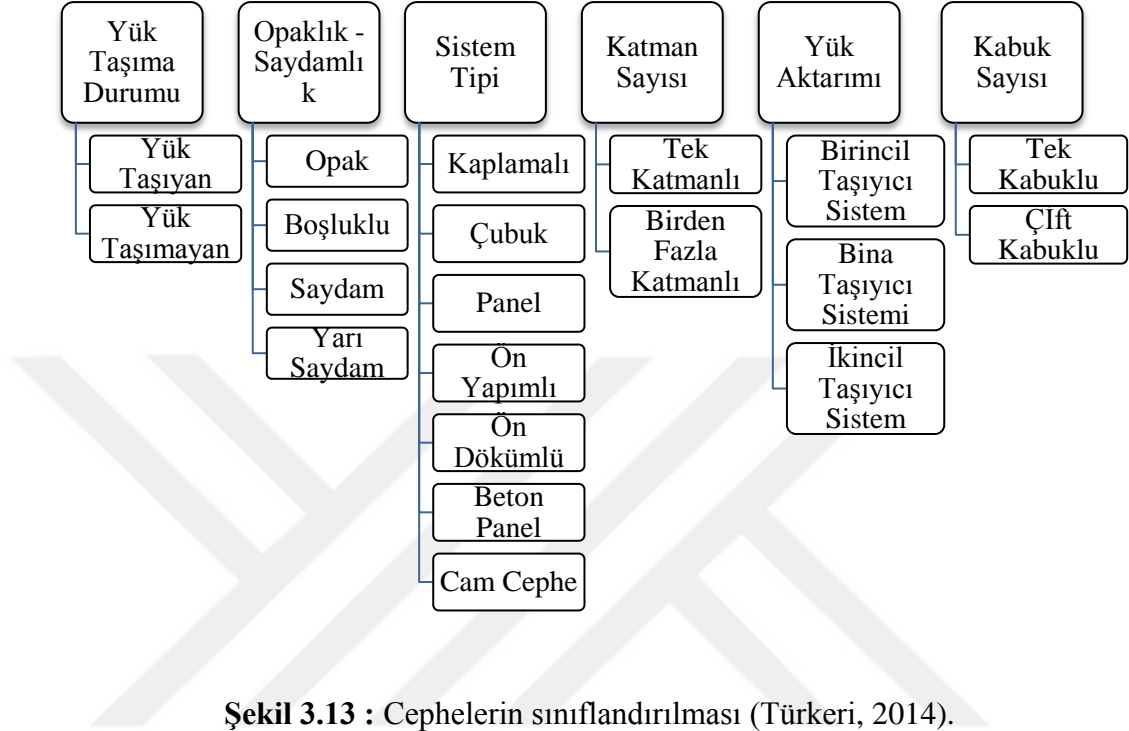 Yük
Taşıma
Durumu
Yük
Taşıyan
Yük
Taşımayan
Opaklık -
Saydamlı
k
Opak
Boşluklu
Saydam
Yarı
Saydam
Sistem
Tipi
Kaplamalı
Çubuk
Panel
Ön
Yapımlı
Ön
Dökümlü
Beton
Panel
Cam Cephe
Katman
Sayısı
Tek
Katmanlı
Birden
Fazla
Katmanlı
Yük
Aktarımı
Birincil
Taşıyıcı
Sistem
Bina
Taşıyıcı
Sistemi
İkincil
Taşıyıcı
Sistem
Kabuk
Sayısı
Tek
Kabuklu
ÇIft
Kabuklu
Şekil 3.13 : Cephelerin sınıflandırılması (Türkeri, 2014).